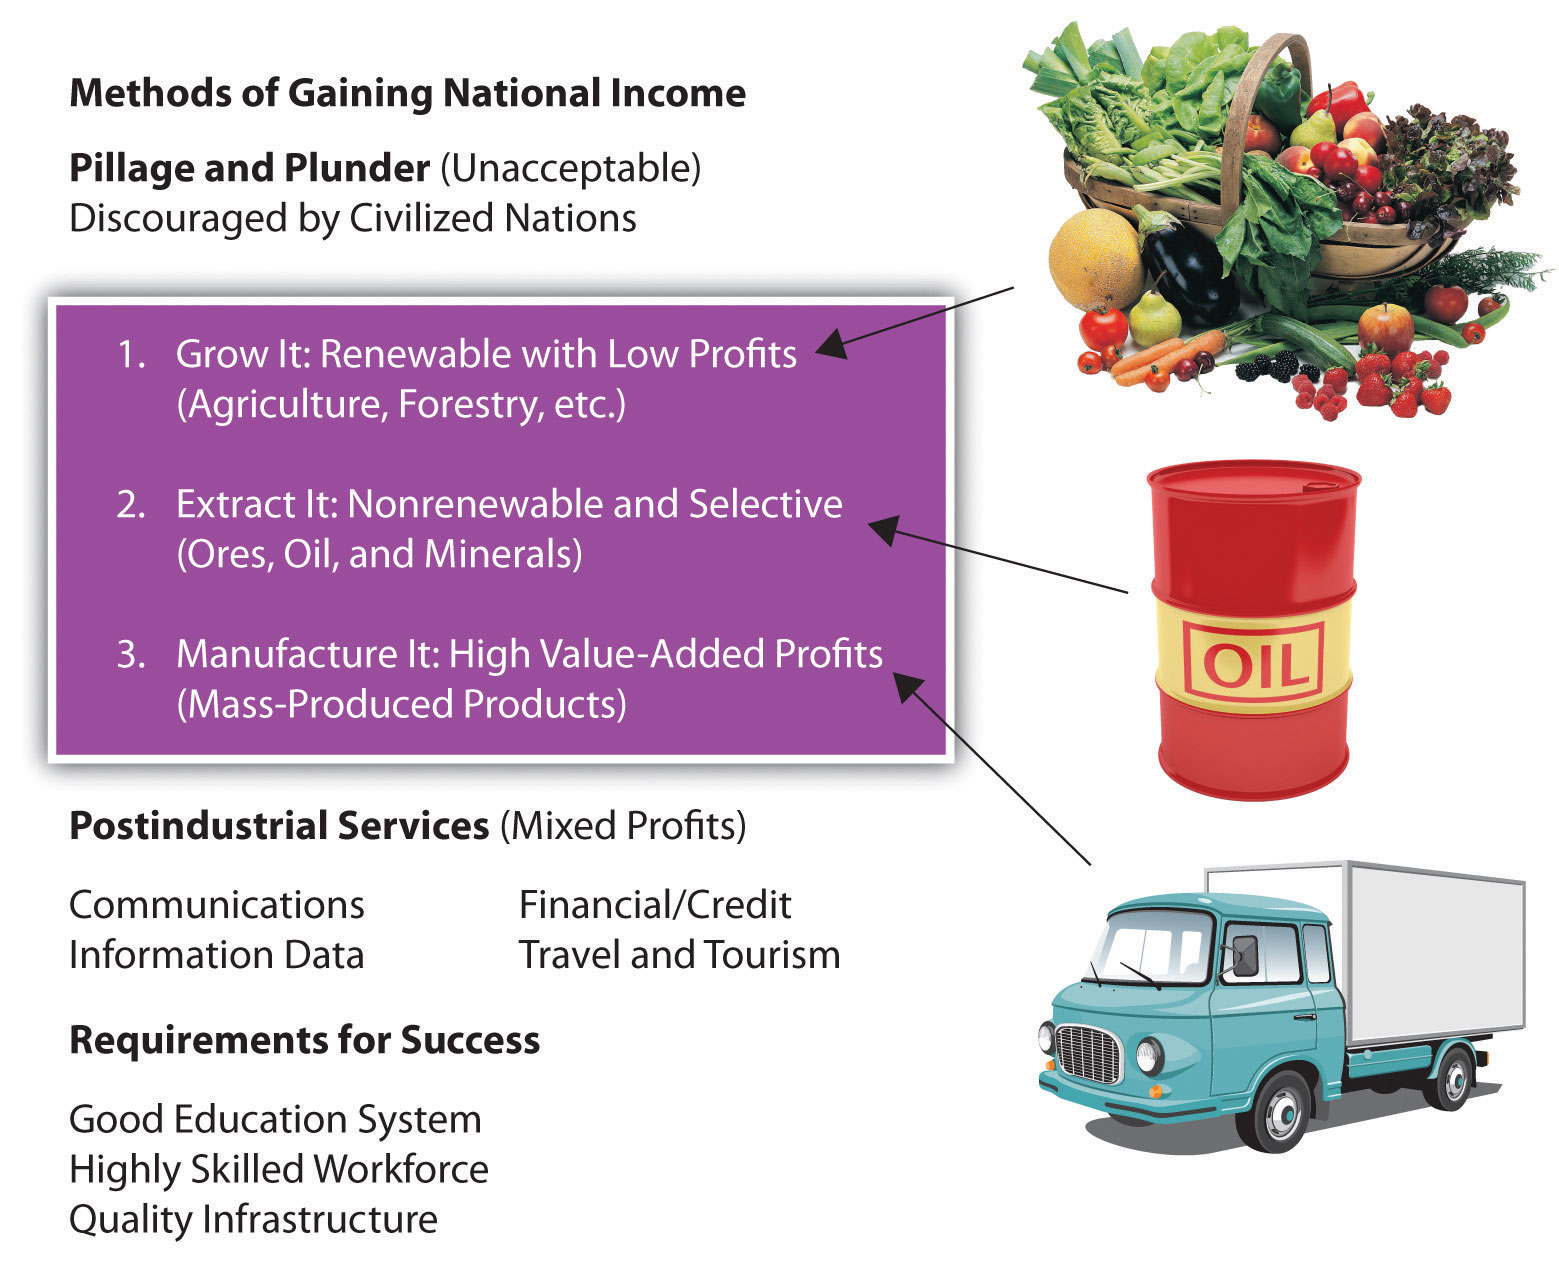 Methods of Gaining National Income
Pillage and Plunder (Unacceptable)
Discouraged by Civilized Nations
1. Grow It: Renewable with Low Profits
(Agriculture, Forestry, etc.)
2. Extract It: Nonrenewable and Selective
(Ores, Oil, and Minerals)
3. Manufacture It: High Value-Added Profits
(Mass-Produced Products)
OIL
Postindustrial Services (Mixed Profits)
Communications Financial/Credit
Information Data Travel and Tourism
Requirements for Success
Good Education System
Highly Skilled Workforce
Quality Infrastructure